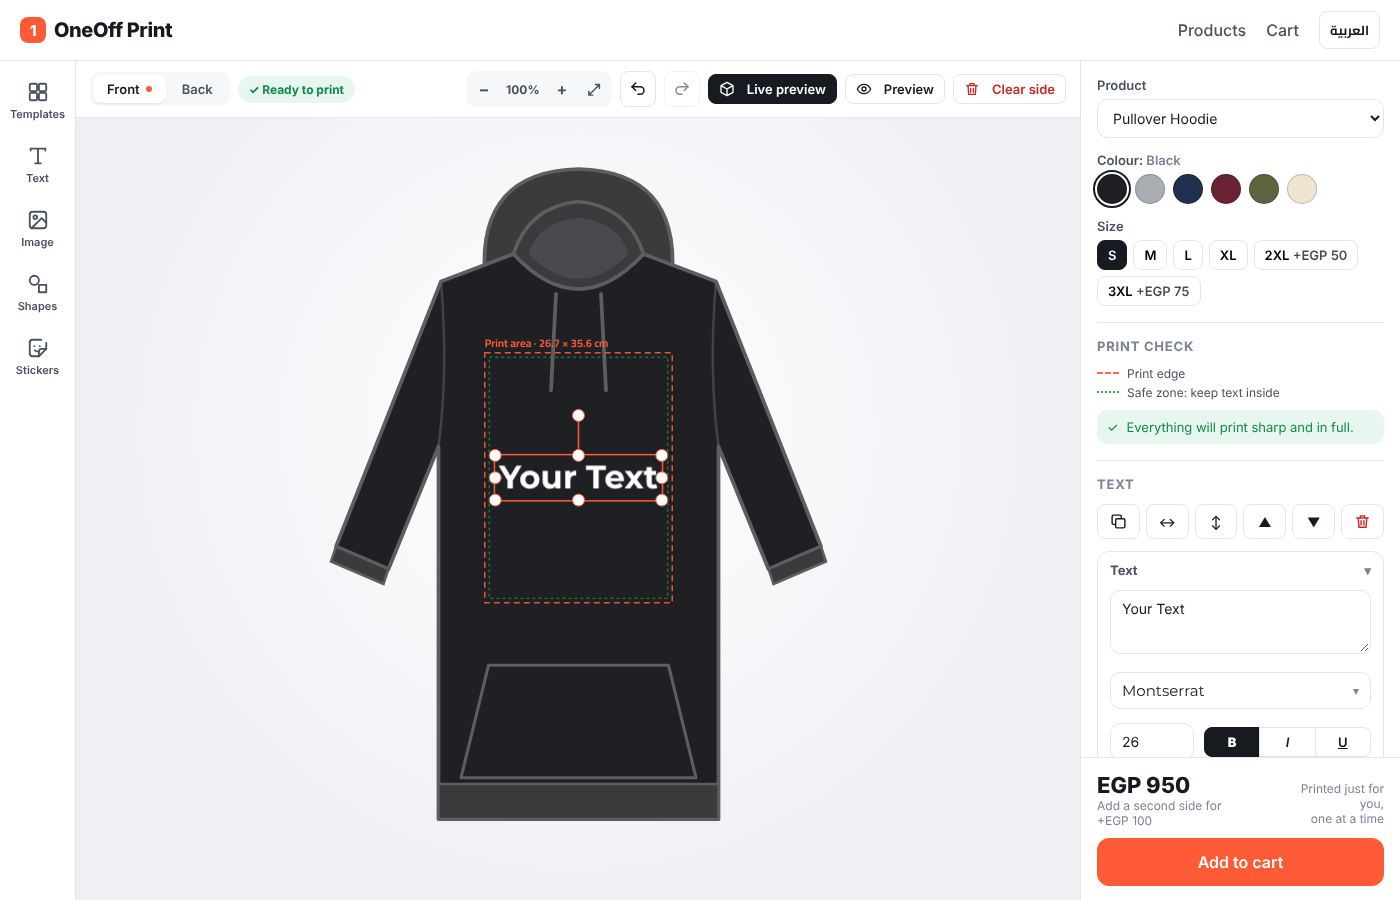 1 OneOff Print
Products Cart العربية
Templates
Text
Image
Shapes
Stickers
Front Back ✓ Ready to print
− 100% + Live preview Preview Clear side
Print area · 26.7 × 35.6 cm
Your Text
Product
Pullover Hoodie
Colour: Black
Size
S M L XL 2XL +EGP 50
3XL +EGP 75
PRINT CHECK
Print edge
Safe zone: keep text inside
✓ Everything will print sharp and in full.
TEXT
Text
Your Text
Montserrat
26 B I U
EGP 950
Add a second side for
+EGP 100
Printed just for
you,
one at a time
Add to cart